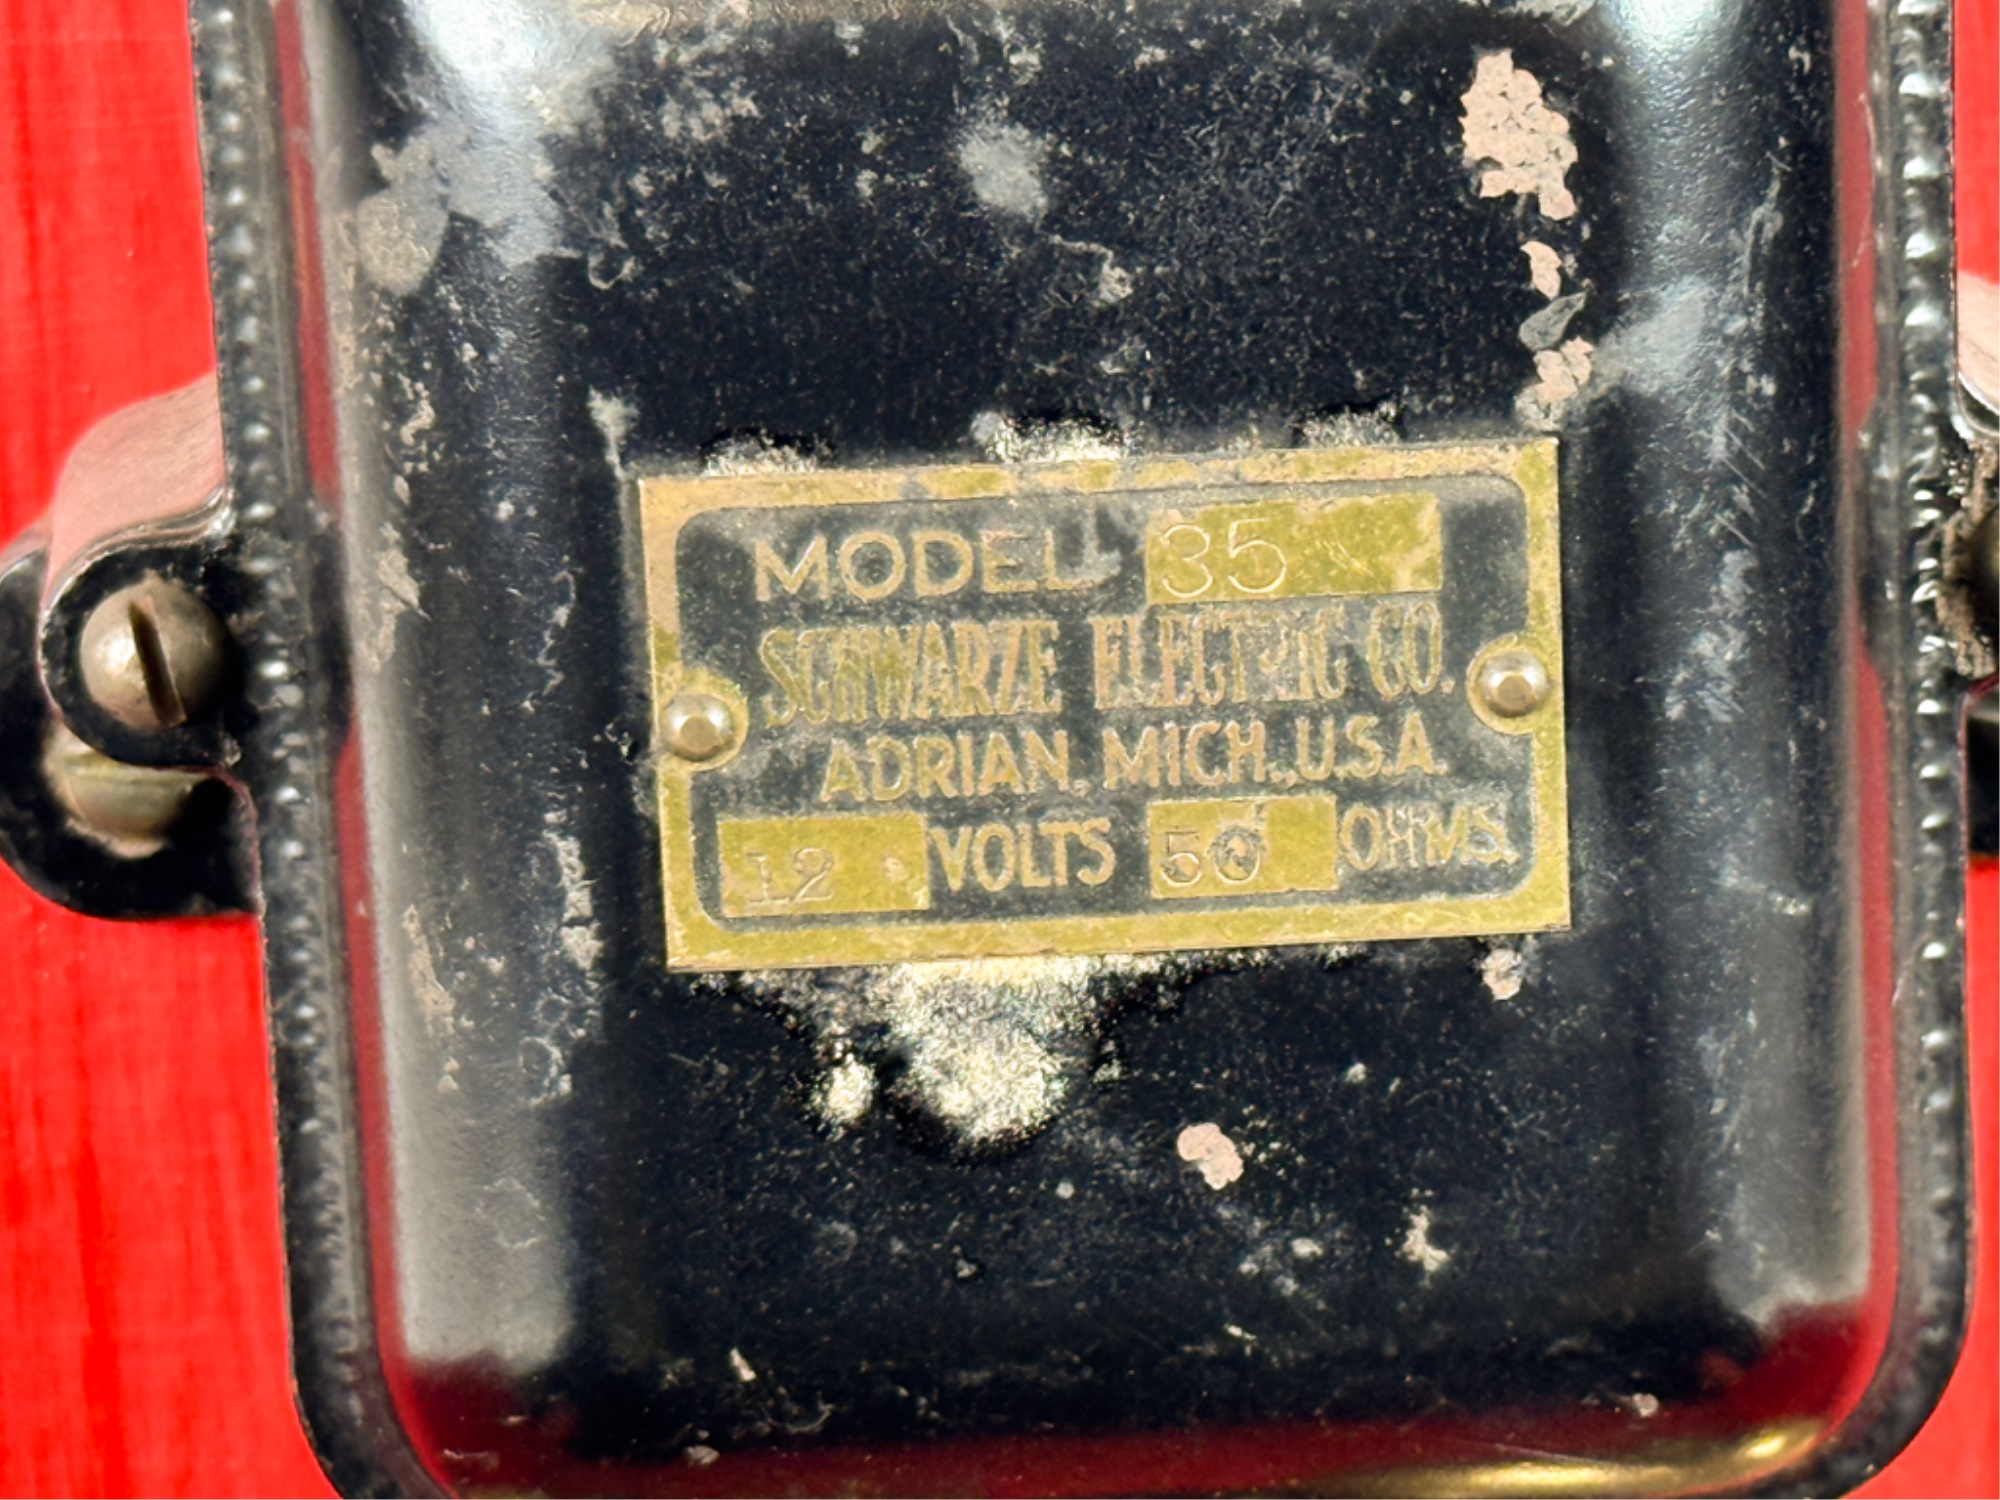 MODEL 35
SCHWARZE ELECTRIC CO.
ADRIAN, MICH., U.S.A.
12 VOLTS 50 OHMS.